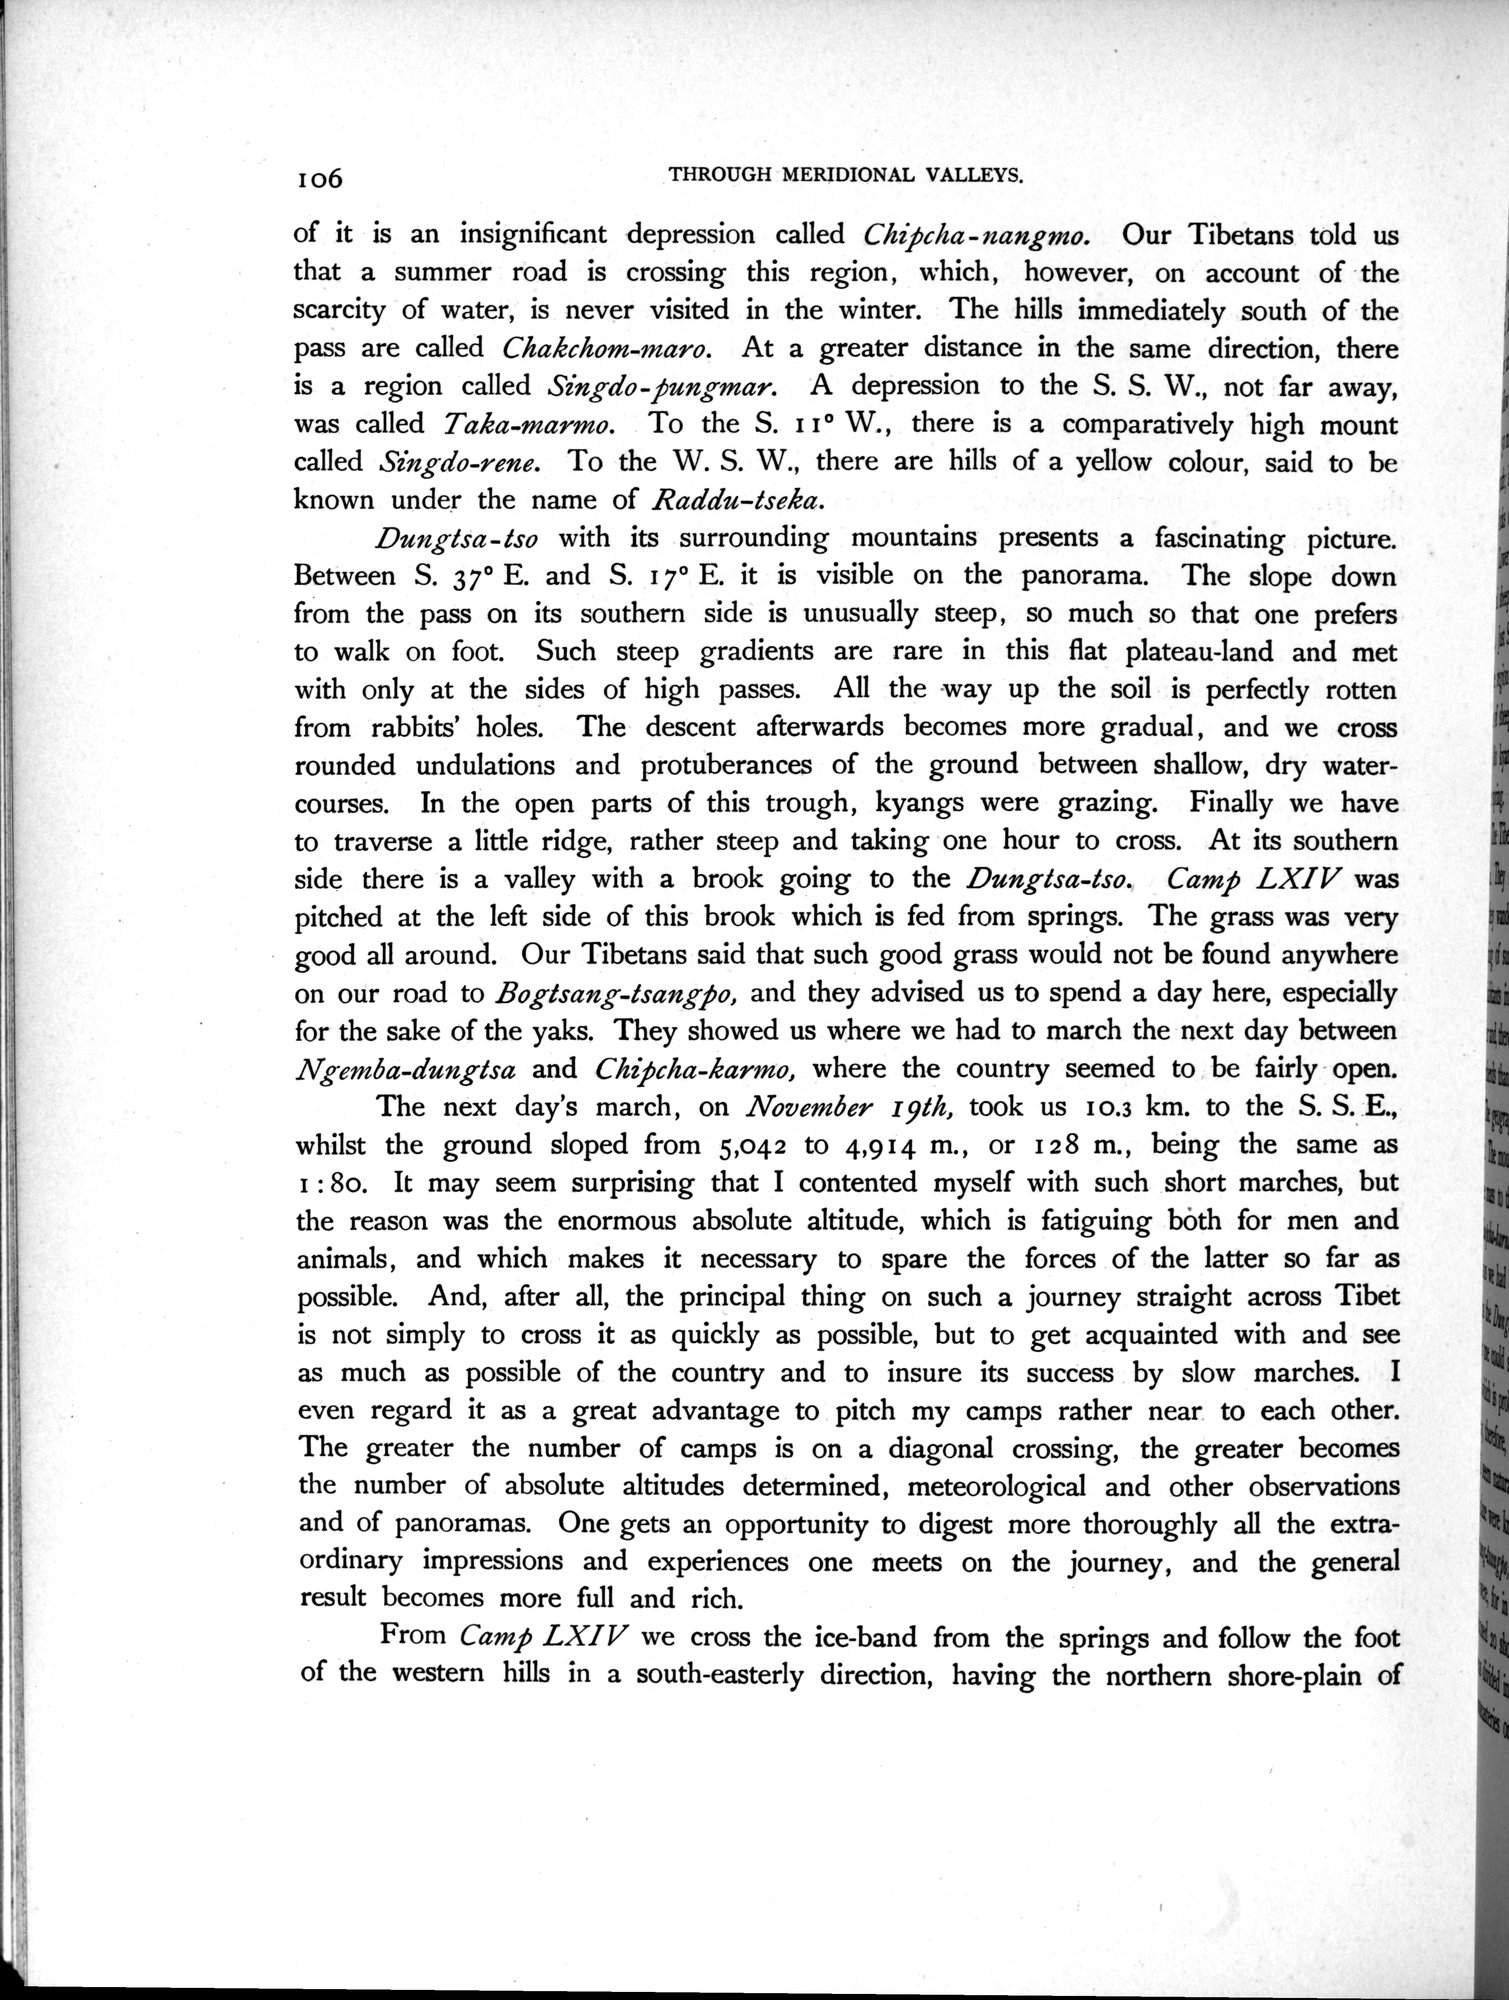 106
THROUGH MERIDIONAL VALLEYS.
of it is an insignificant depression called Chipcha-nangmo. Our Tibetans told us
that a summer road is crossing this region, which, however, on account of the
scarcity of water, is never visited in the winter. The hills immediately south of the
pass are called Chakchom-maro. At a greater distance in the same direction, there
is a region called Singdo-pungmar. A depression to the S. S. W., not far away,
was called Taka-marmo. To the S. 11° W., there is a comparatively high mount
called Singdo-rene. To the W. S. W., there are hills of a yellow colour, said to be
known under the name of Raddu-tseka.
Dungtsa-tso with its surrounding mountains presents a fascinating picture.
Between S. 37° E. and S. 17° E. it is visible on the panorama. The slope down
from the pass on its southern side is unusually steep, so much so that one prefers
to walk on foot. Such steep gradients are rare in this flat plateau-land and met
with only at the sides of high passes. All the way up the soil is perfectly rotten
from rabbits' holes. The descent afterwards becomes more gradual, and we cross
rounded undulations and protuberances of the ground between shallow, dry water-
courses. In the open parts of this trough, kyangs were grazing. Finally we have
to traverse a little ridge, rather steep and taking one hour to cross. At its southern
side there is a valley with a brook going to the Dungtsa-tso. Camp LXIV was
pitched at the left side of this brook which is fed from springs. The grass was very
good all around. Our Tibetans said that such good grass would not be found anywhere
on our road to Bogtsang-tsangpo, and they advised us to spend a day here, especially
for the sake of the yaks. They showed us where we had to march the next day between
Ngemba-dungtsa and Chipcha-karmo, where the country seemed to be fairly open.
The next day's march, on November 19th, took us 10.3 km. to the S. S. E.,
whilst the ground sloped from 5,042 to 4,914 m., or 128 m., being the same as
1 : 80. It may seem surprising that I contented myself with such short marches, but
the reason was the enormous absolute altitude, which is fatiguing both for men and
animals, and which makes it necessary to spare the forces of the latter so far as
possible. And, after all, the principal thing on such a journey straight across Tibet
is not simply to cross it as quickly as possible, but to get acquainted with and see
as much as possible of the country and to insure its success by slow marches. I
even regard it as a great advantage to pitch my camps rather near to each other.
The greater the number of camps is on a diagonal crossing, the greater becomes
the number of absolute altitudes determined, meteorological and other observations
and of panoramas. One gets an opportunity to digest more thoroughly all the extra-
ordinary impressions and experiences one meets on the journey, and the general
result becomes more full and rich.
From Camp LXIV we cross the ice-band from the springs and follow the foot
of the western hills in a south-easterly direction, having the northern shore-plain of